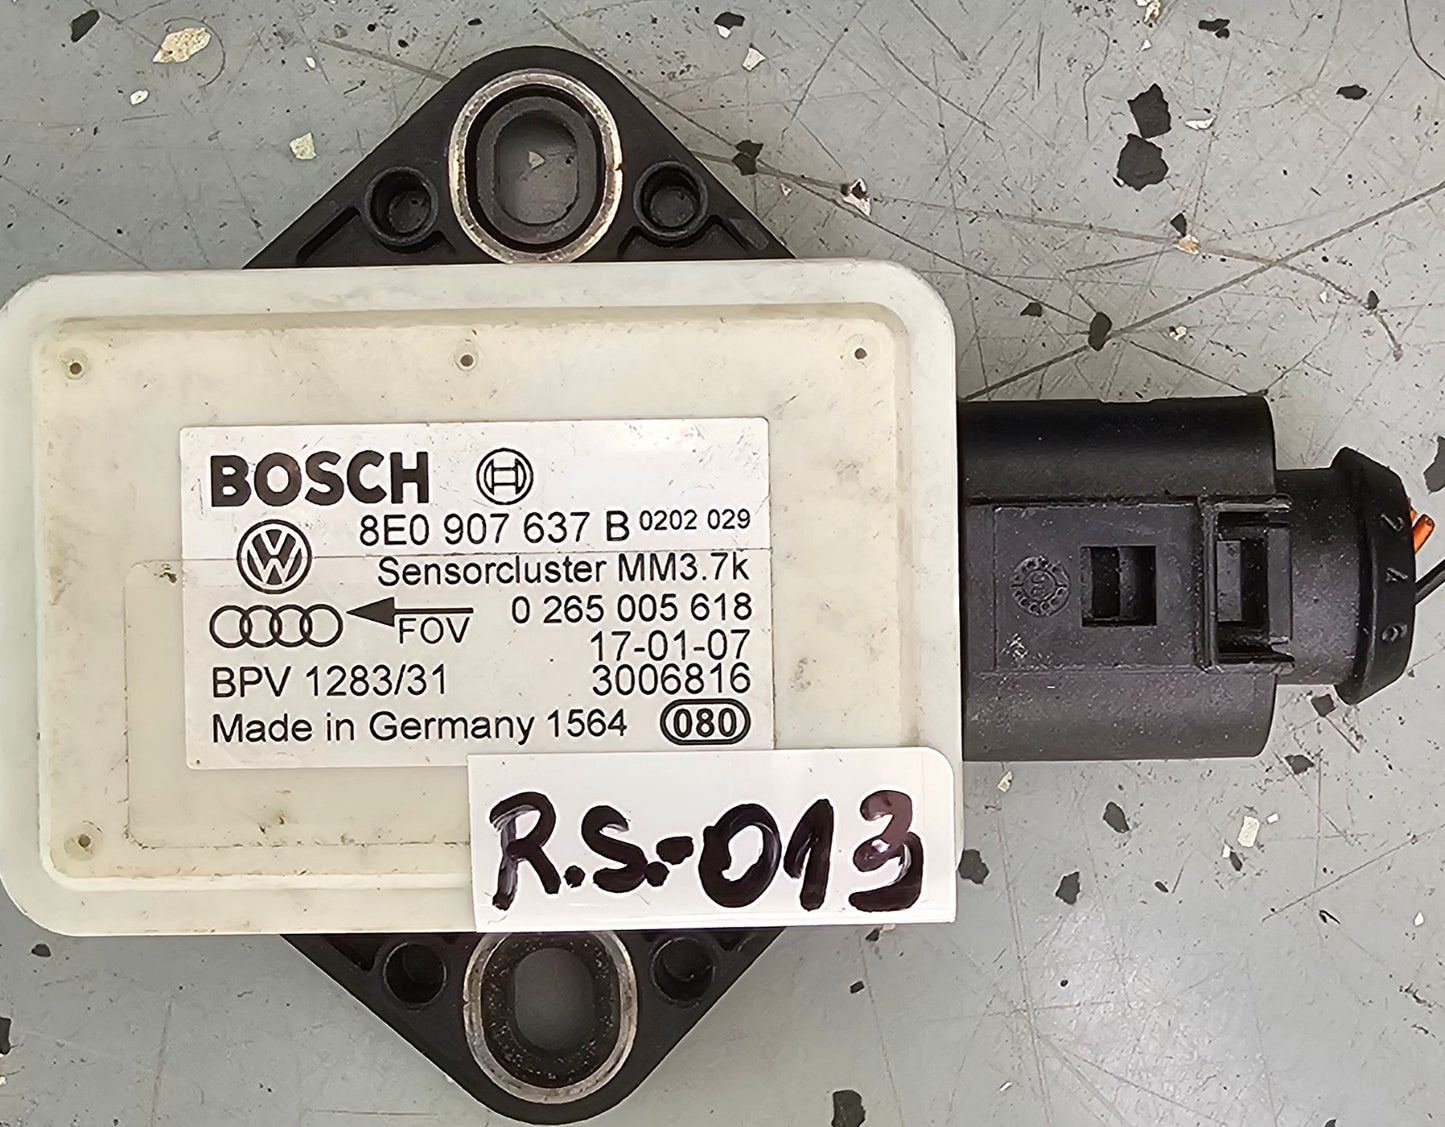 BOSCH
8E0 907 637 B 0202 029
Sensorcluster MM3.7k
0 265 005 618
FOV
17-01-07
BPV 1283/31 3006816
Made in Germany 1564 080
R.S.-013